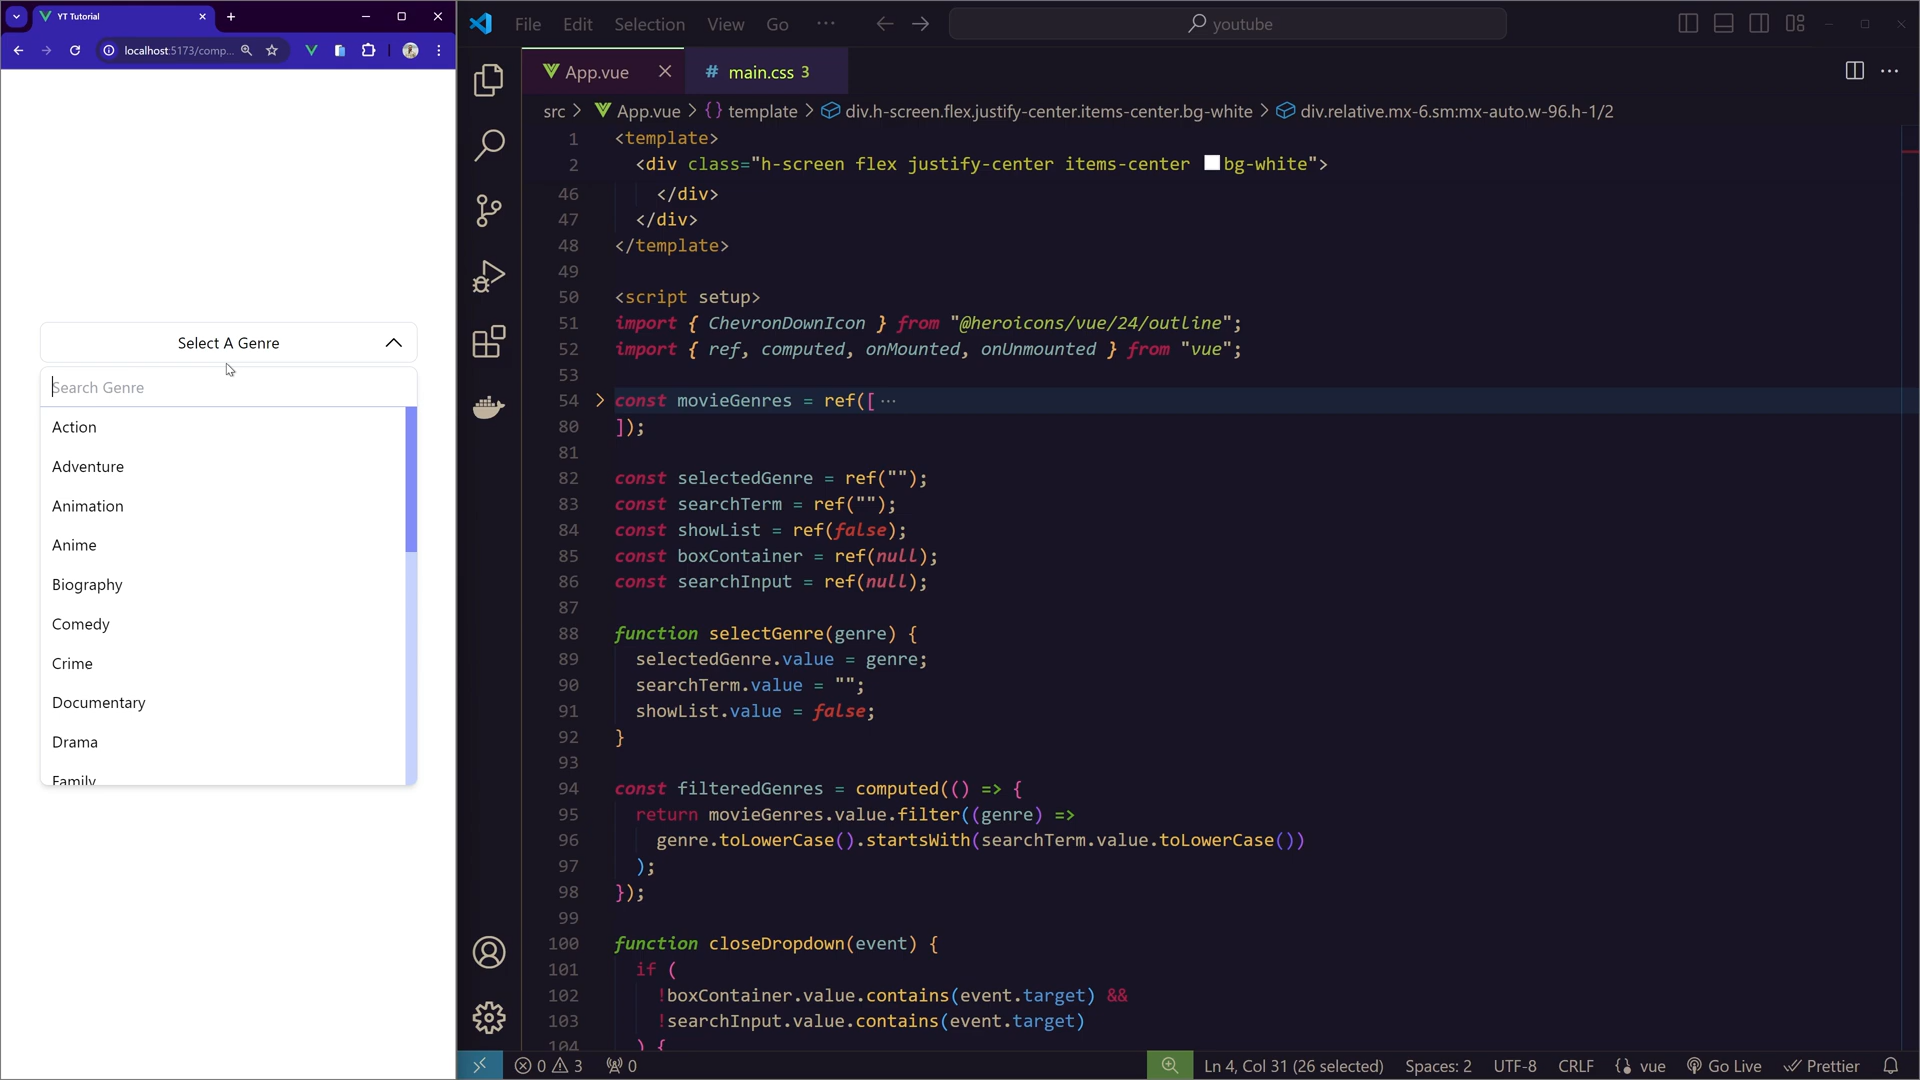 YT Tutorial
localhost:5173/comp...
Select A Genre
Search Genre
Action
Adventure
Animation
Anime
Biography
Comedy
Crime
Documentary
Drama
Family
File Edit Selection View Go ··· youtube
App.vue # main.css 3
src > App.vue > {} template > div.h-screen.flex.justify-center.items-center.bg-white > div.relative.mx-6.sm:mx-auto.w-96.h-1/2
1 <template>
2 <div class="h-screen flex justify-center items-center bg-white">
46 </div>
47 </div>
48 </template>
49
50 <script setup>
51 import { ChevronDownIcon } from "@heroicons/vue/24/outline";
52 import { ref, computed, onMounted, onUnmounted } from "vue";
53
54 const movieGenres = ref([ ···
80 ]);
81
82 const selectedGenre = ref("");
83 const searchTerm = ref("");
84 const showList = ref(false);
85 const boxContainer = ref(null);
86 const searchInput = ref(null);
87
88 function selectGenre(genre) {
89 selectedGenre.value = genre;
90 searchTerm.value = "";
91 showList.value = false;
92 }
93
94 const filteredGenres = computed(() => {
95 return movieGenres.value.filter((genre) =>
96 genre.toLowerCase().startsWith(searchTerm.value.toLowerCase())
97 );
98 });
99
100 function closeDropdown(event) {
101 if (
102 !boxContainer.value.contains(event.target) &&
103 !searchInput.value.contains(event.target)
104 ) {
0 3 0 Ln 4, Col 31 (26 selected) Spaces: 2 UTF-8 CRLF {} vue Go Live Prettier